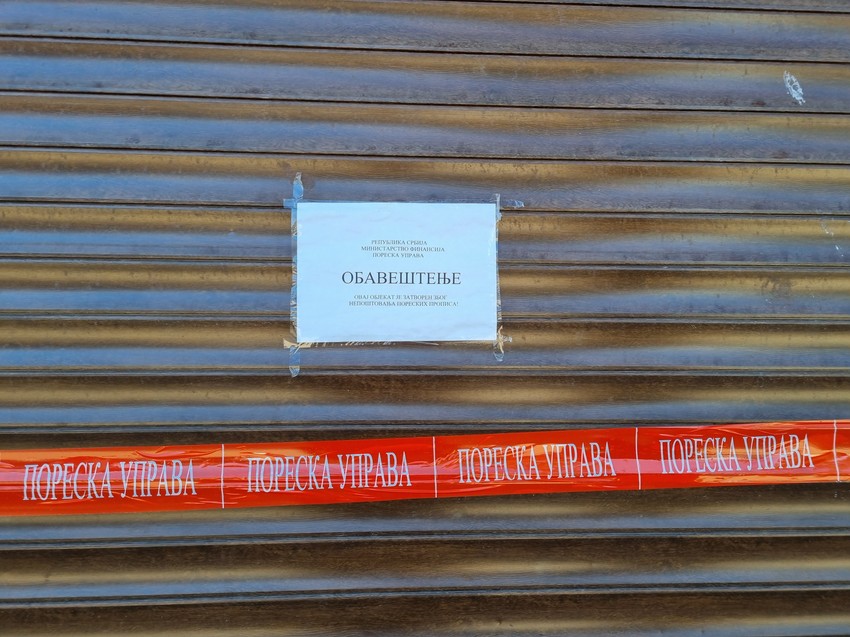 РЕПУБЛИКА СРБИЈА
МИНИСТАРСТВО ФИНАНСИЈА
ПОРЕСКА УПРАВА
ОБАВЕШТЕЊЕ
ОВАЈ ОБЈЕКАТ ЈЕ ЗАТВОРЕН ЗБОГ
НЕПОШТОВАЊА ПОРЕСКИХ ПРОПИСА!
ПОРЕСКА УПРАВА ПОРЕСКА УПРАВА ПОРЕСКА УПРАВА ПОРЕСКА УПРАВА